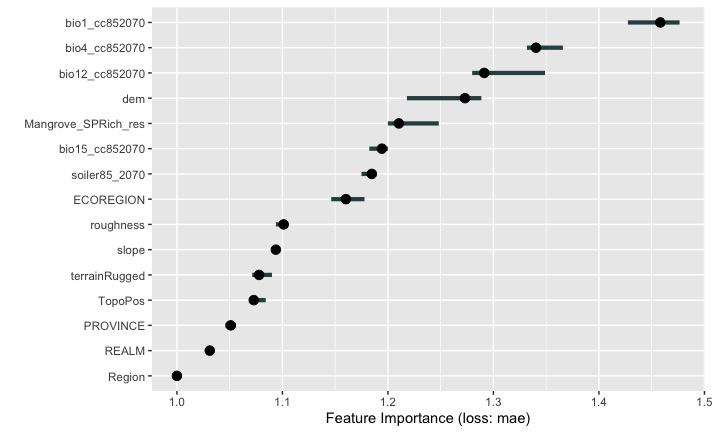 bio1_cc852070
bio4_cc852070
bio12_cc852070
dem
Mangrove_SPRich_res
bio15_cc852070
soiler85_2070
ECOREGION
roughness
slope
terrainRugged
TopoPos
PROVINCE
REALM
Region
1.0 1.1 1.2 1.3 1.4 1.5
Feature Importance (loss: mae)